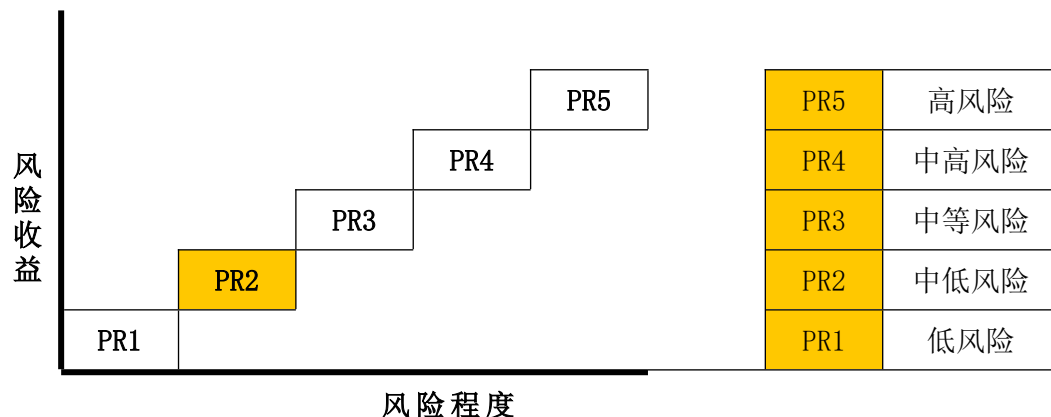 PR5
PR4
PR3
PR2
PR1
风险收益
风险程度
PR5 高风险
PR4 中高风险
PR3 中等风险
PR2 中低风险
PR1 低风险